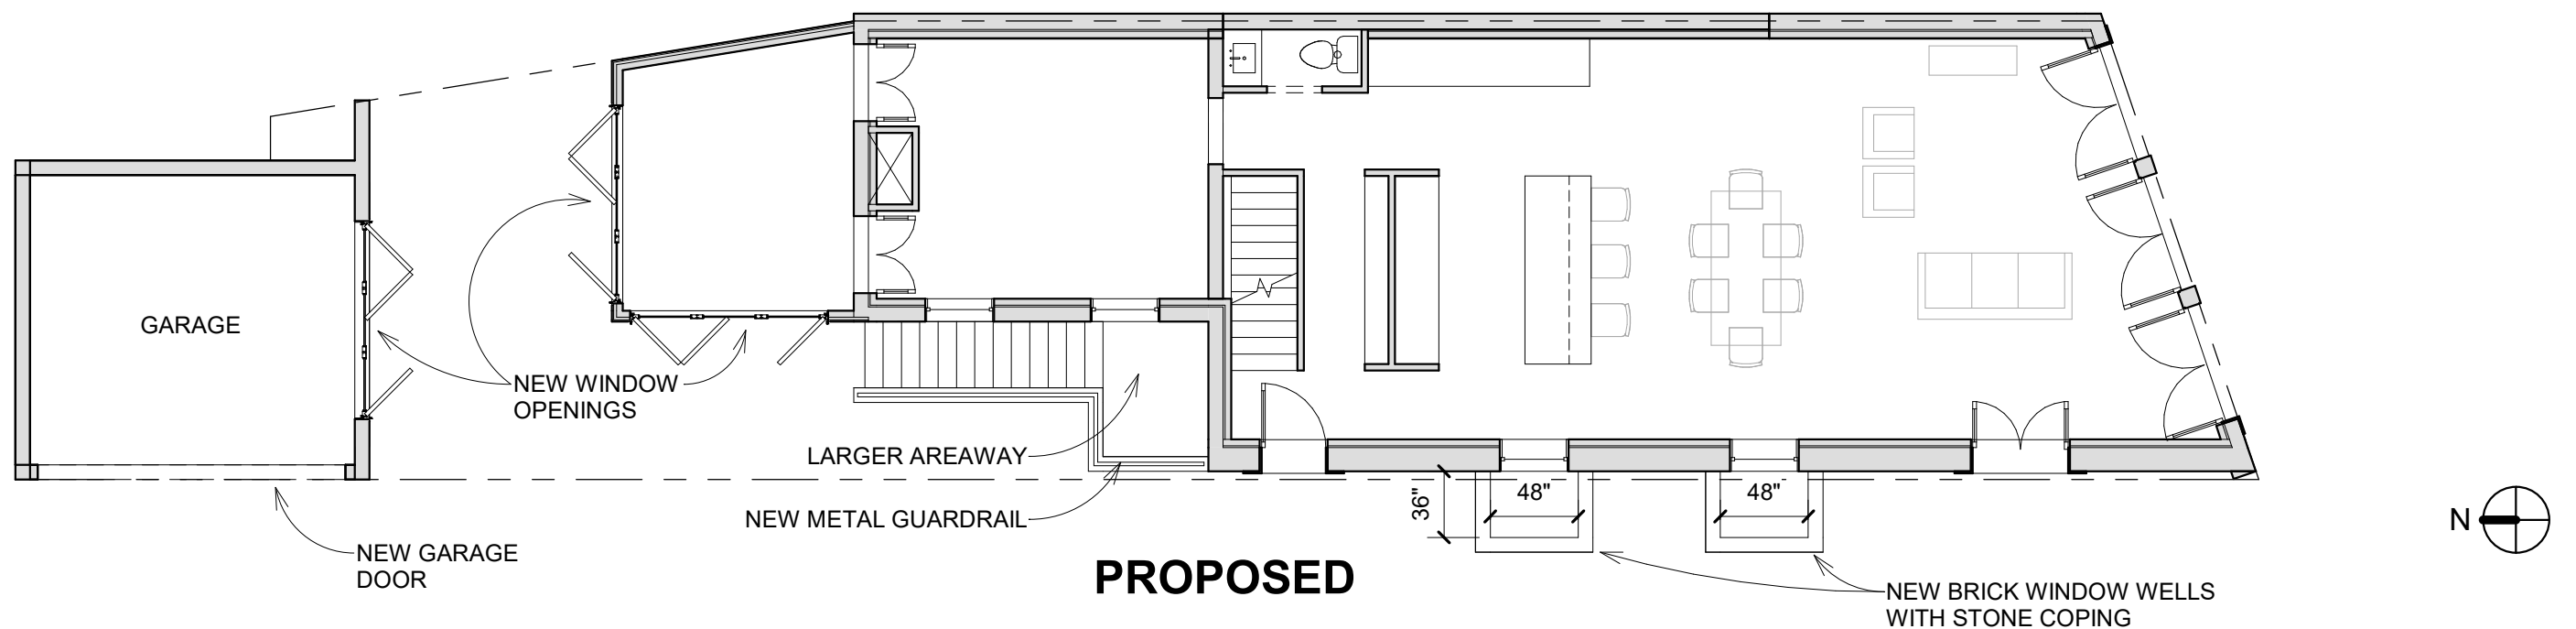 GARAGE
NEW WINDOW
OPENINGS
LARGER AREAWAY
NEW METAL GUARDRAIL
NEW GARAGE
DOOR
PROPOSED
36"
48"
48"
N
NEW BRICK WINDOW WELLS
WITH STONE COPING